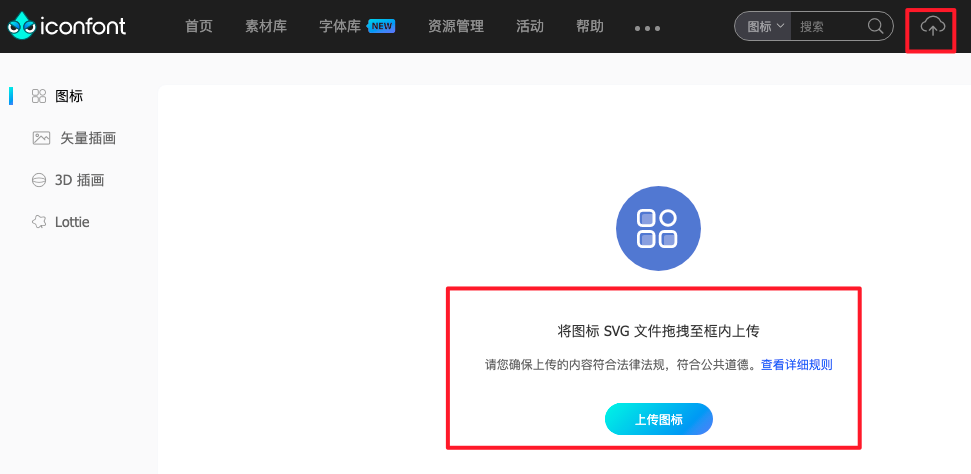 iconfont 首页 素材库 字体库 NEW 资源管理 活动 帮助 ••• 图标 搜索
图标
矢量插画
3D 插画
Lottie
将图标 SVG 文件拖拽至框内上传
请您确保上传的内容符合法律法规，符合公共道德。查看详细规则
上传图标